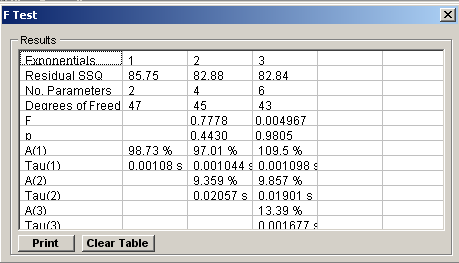 F Test
Results
Exponentials 1 2 3
Residual SSQ 85.75 82.88 82.84
No. Parameters 2 4 6
Degrees of Freed 47 45 43
F 0.7778 0.004967
p 0.4430 0.9805
A(1) 98.73 % 97.01 % 109.5 %
Tau(1) 0.00108 s 0.001044 s 0.001098 s
A(2) 9.359 % 9.857 %
Tau(2) 0.02057 s 0.01901 s
A(3) 13.39 %
Tau(3) 0.001677 s
Print Clear Table